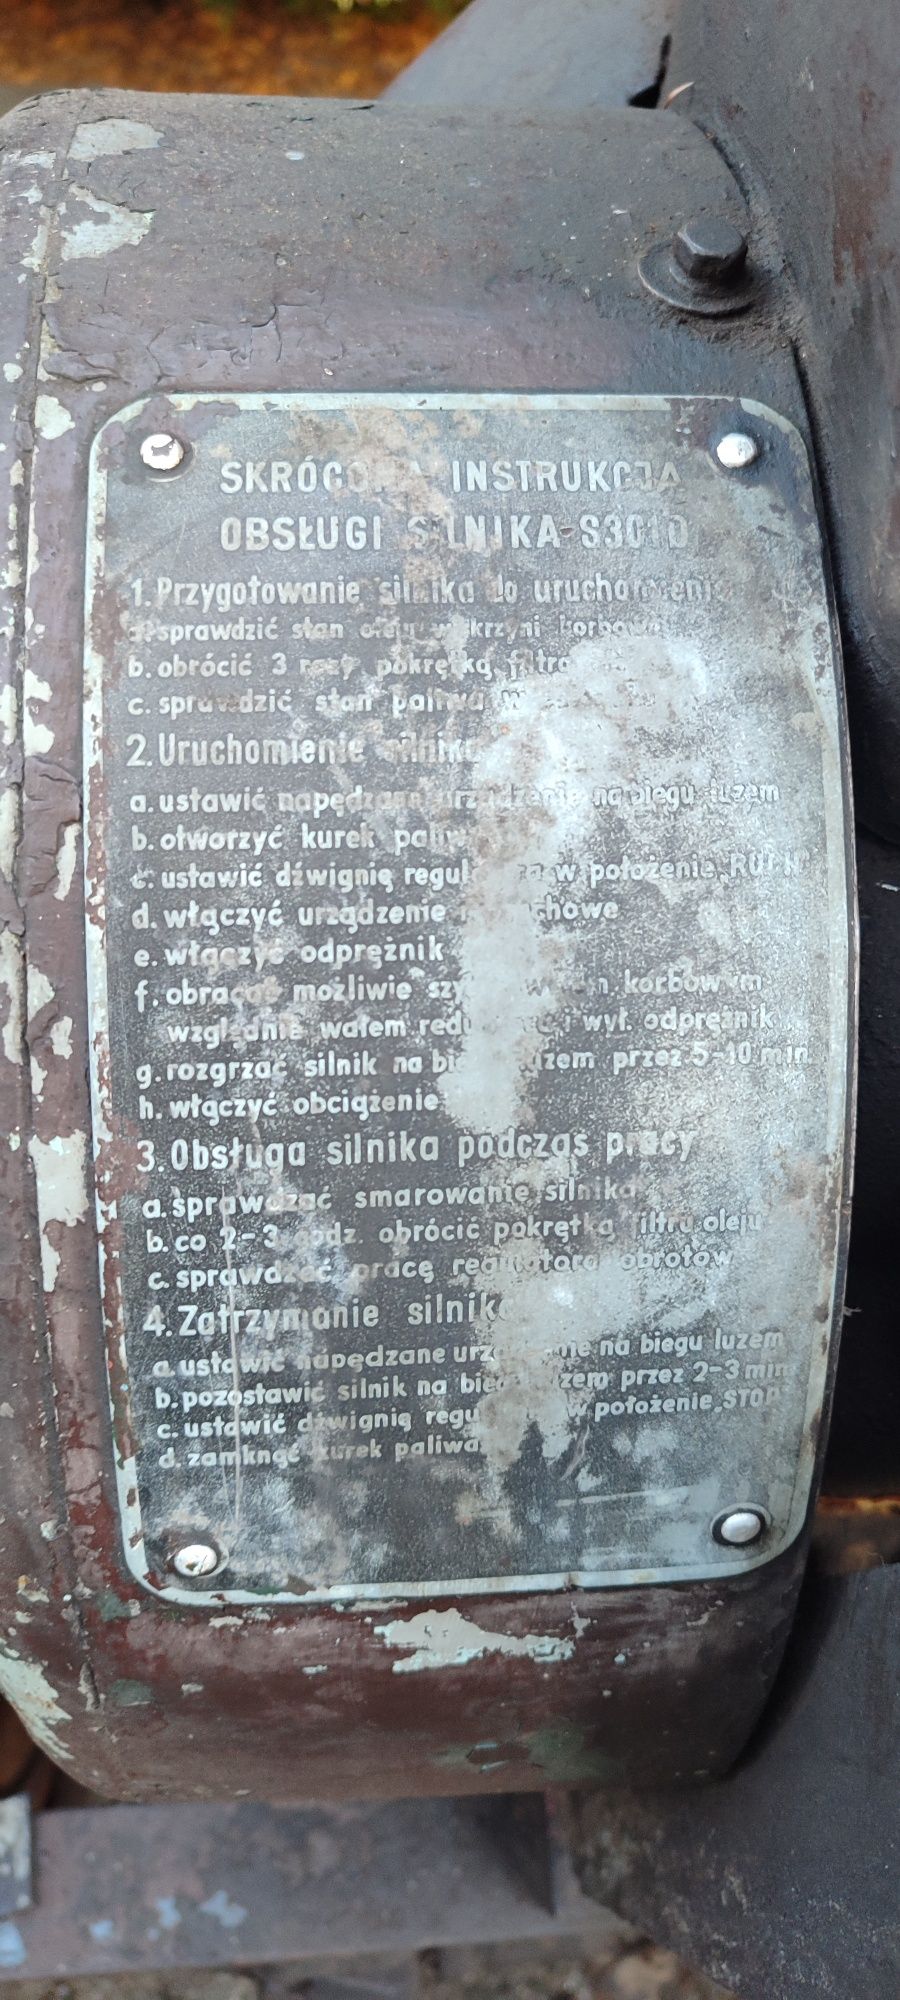 SKRÓCONA INSTRUKCJA
OBSŁUGI SILNIKA S301D
1. Przygotowanie silnika do uruchomienia
a. sprawdzić stan oleju w skrzyni korbowej
b. obrócić 3 razy pokrętką filtra
c. sprawdzić stan paliwa w
2. Uruchomienie silnika
a. ustawić napędzane urządzenie na biegu luzem
b. otworzyć kurek paliwa
c. ustawić dźwignię regulatora w położenie „RUCH"
d. włączyć urządzenie rozruchowe
e. włączyć odprężnik
f. obracać możliwie korbowym
względnie wałem i wył. odprężnik
g. rozgrzać silnik na biegu luzem przez 5-10 min
h. włączyć obciążenie
3. Obsługa silnika podczas pracy
a. sprawdzać smarowanie silnika
b. co 2-3 godz. obrócić pokrętką filtru oleju
c. sprawdzać pracę regulatora obrotów
4. Zatrzymanie silnika
a. ustawić napędzane urządzenie na biegu luzem
b. pozostawić silnik na biegu luzem przez 2-3 min
c. ustawić dźwignię regulatora w położenie „STOP"
d. zamknąć kurek paliwa